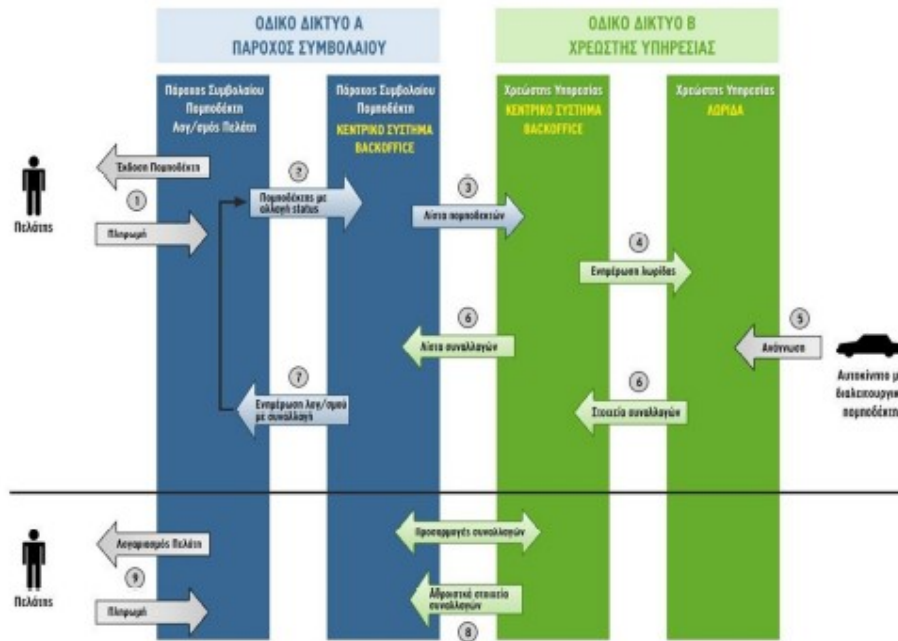 ΟΔΙΚΟ ΔΙΚΤΥΟ Α
ΠΑΡΟΧΟΣ ΣΥΜΒΟΛΑΙΟΥ
ΟΔΙΚΟ ΔΙΚΤΥΟ Β
ΧΡΕΩΣΤΗΣ ΥΠΗΡΕΣΙΑΣ
Πάροχος Συμβολαίου
Πομποδέκτη
Λογ/σμός Πελάτη
Πάροχος Συμβολαίου
Πομποδέκτη
ΚΕΝΤΡΙΚΟ ΣΥΣΤΗΜΑ
BACKOFFICE
Χρεώστης Υπηρεσίας
ΚΕΝΤΡΙΚΟ ΣΥΣΤΗΜΑ
BACKOFFICE
Χρεώστης Υπηρεσίας
ΛΩΡΙΔΑ
Έκδοση Πομποδέκτη
1
Πληρωμή
Πελάτης
2
Πομποδέκτης με
αλλαγή status
3
Λίστα πομποδεκτών
4
Ενημέρωση λωρίδας
5
Ανάγνωση
Αυτοκίνητο μ
διαλειτουργικ
πομποδέκτη
6
Λίστα συναλλαγών
6
Στοιχεία συναλλαγών
7
Ενημέρωση λογ/σμού
με συναλλαγή
Λογαριασμός Πελάτη
9
Πληρωμή
Πελάτης
Προσαρμογές συναλλαγών
Αθροιστικά στοιχεία
συναλλαγών
8